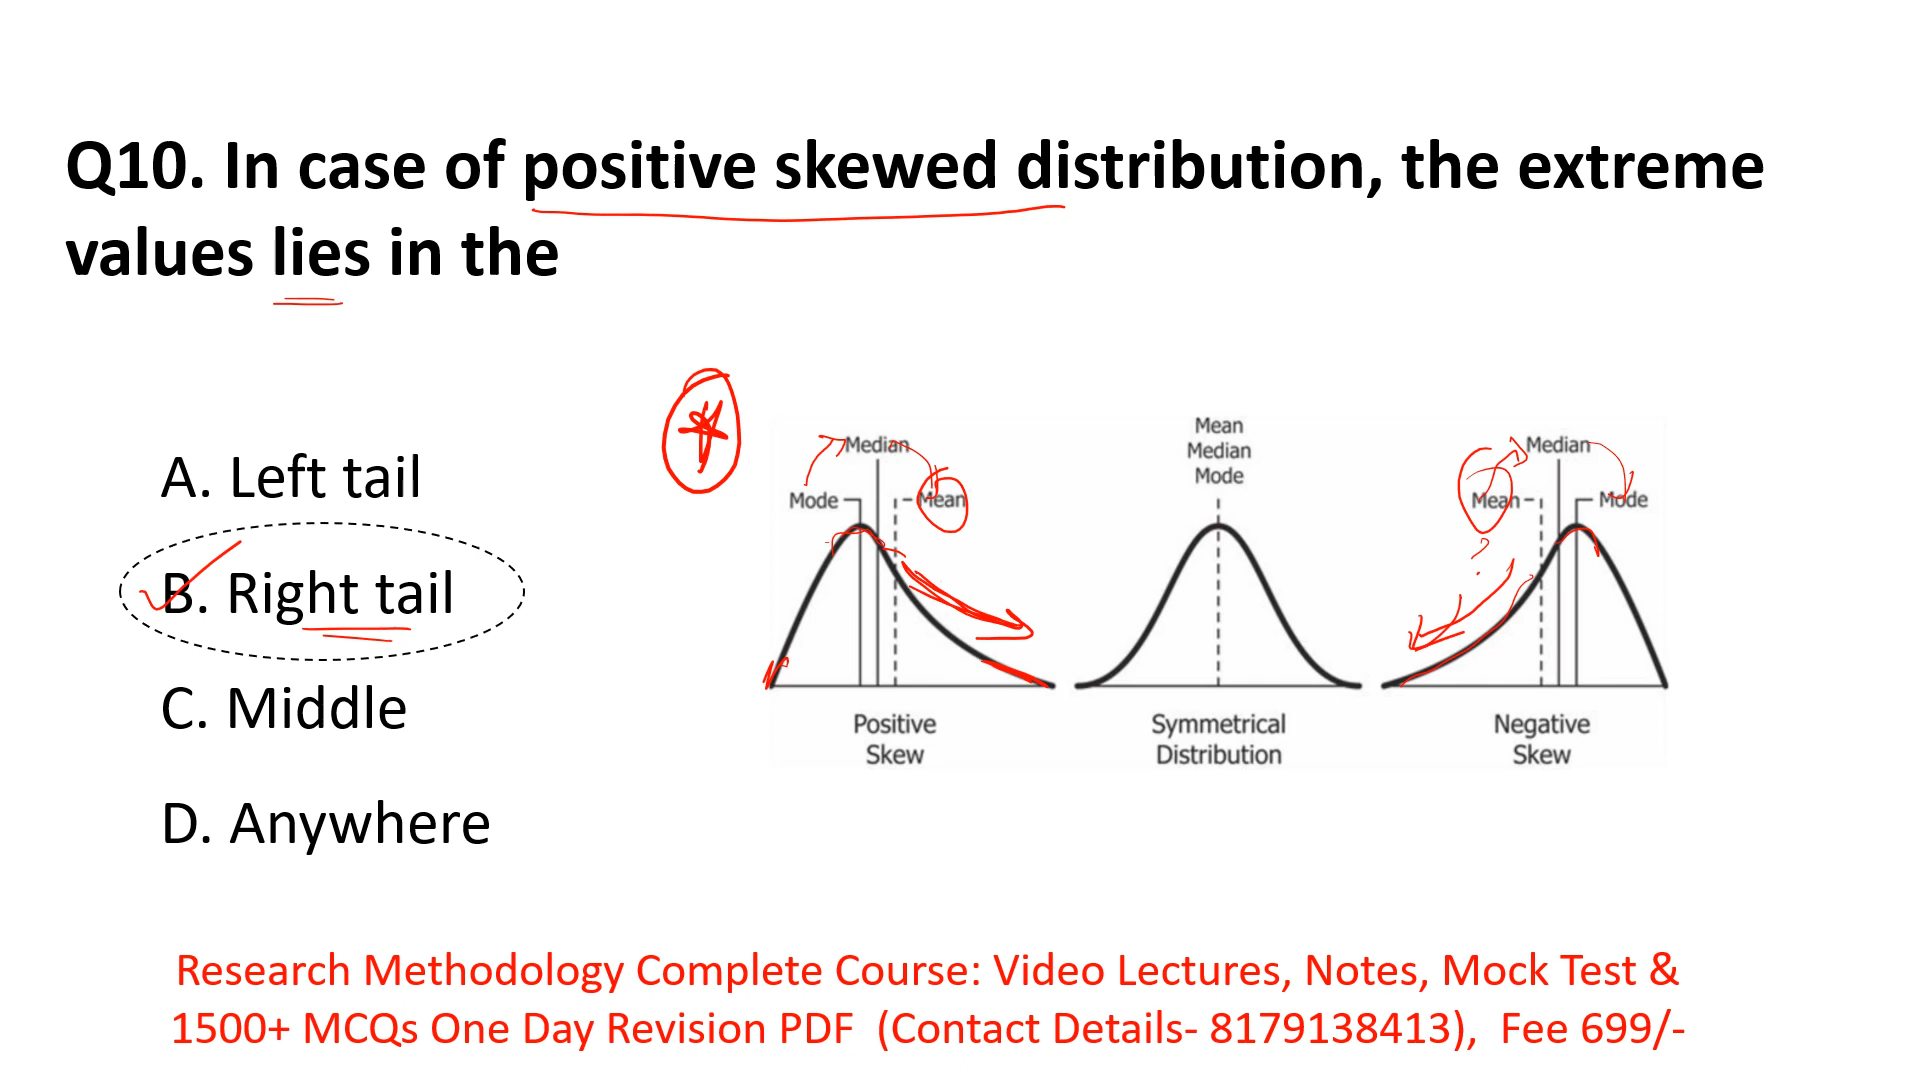 Q10. In case of positive skewed distribution, the extreme
values lies in the
A. Left tail
B. Right tail
C. Middle
D. Anywhere
Median
Mode
Mean
Positive
Skew
Mean
Median
Mode
Symmetrical
Distribution
Median
Mean
Mode
Negative
Skew
Research Methodology Complete Course: Video Lectures, Notes, Mock Test &
1500+ MCQs One Day Revision PDF (Contact Details- 8179138413), Fee 699/-